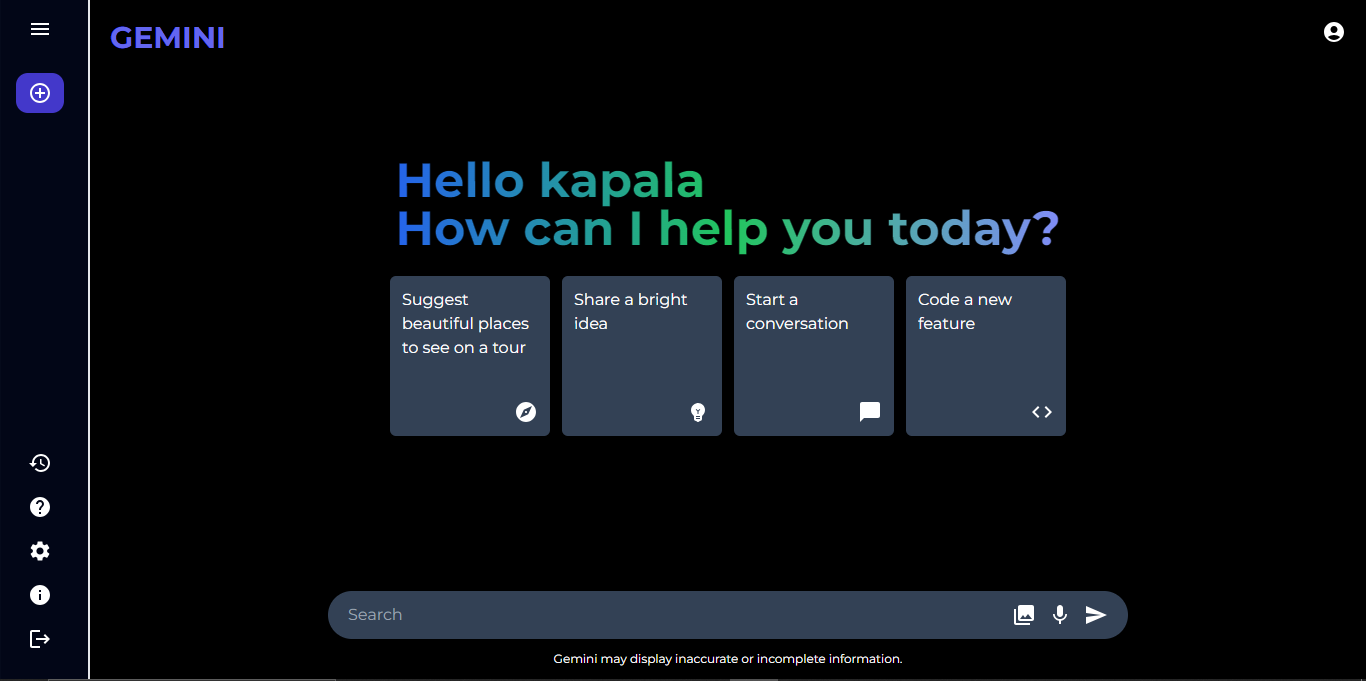 GEMINI
Hello kapala
How can I help you today?
Suggest
beautiful places
to see on a tour
Share a bright
idea
Start a
conversation
Code a new
feature
Search
Gemini may display inaccurate or incomplete information.